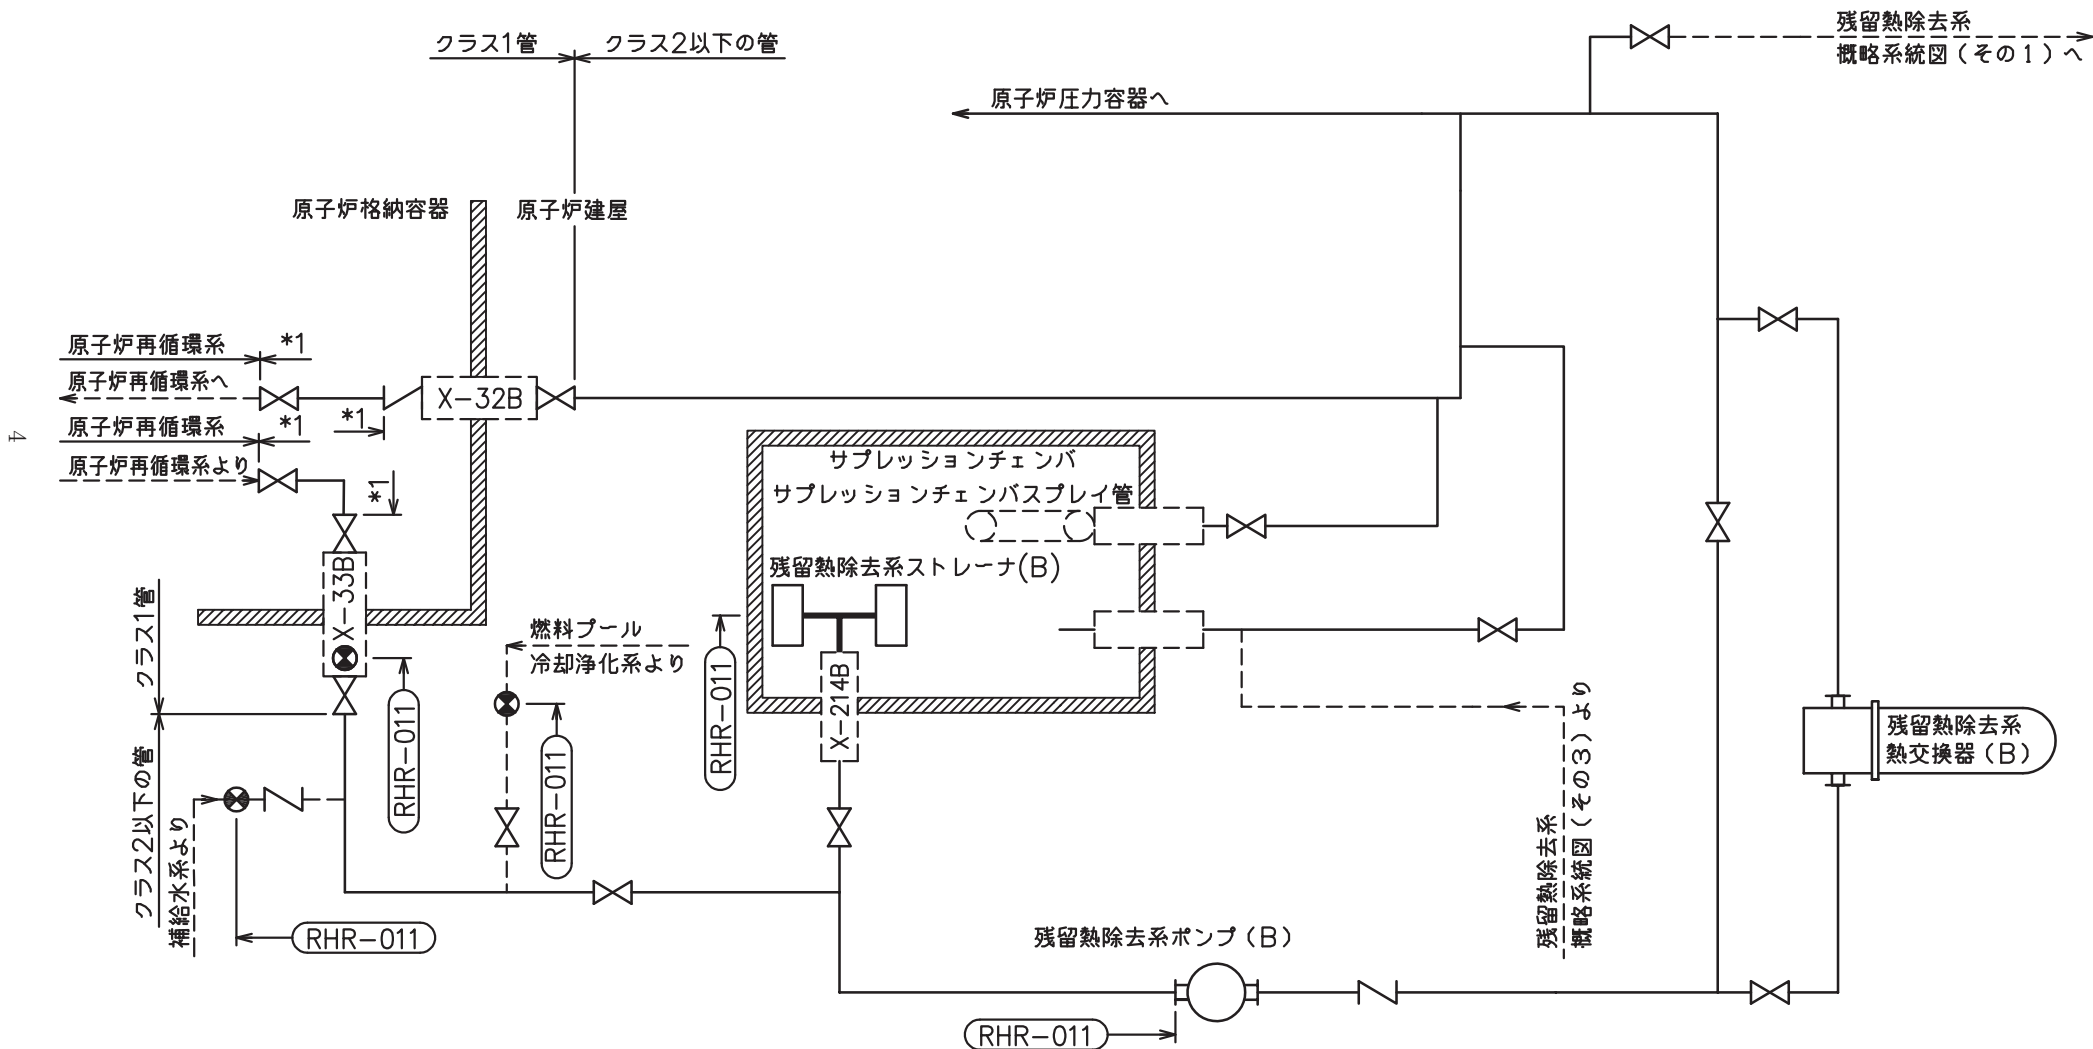 残留熱除去系
概略系統図(その1)へ
クラス1管
クラス2以下の管
原子炉圧力容器へ
原子炉格納容器
原子炉建屋
原子炉再循環系
*1
原子炉再循環系へ
X-32B
原子炉再循環系
*1
*1
原子炉再循環系より
*1
X-33B
サプレッションチェンバ
サプレッションチェンバスプレイ管
残留熱除去系ストレーナ(B)
X-214B
RHR-011
燃料プール
冷却浄化系より
RHR-011
RHR-011
クラス1管
クラス2以下の管
補給水系より
RHR-011
残留熱除去系
熱交換器(B)
残留熱除去系
概略系統図(その3)より
残留熱除去系ポンプ(B)
RHR-011
4